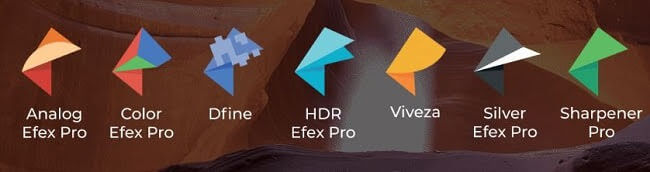 Analog
Efex Pro
Color
Efex Pro
Dfine
HDR
Efex Pro
Viveza
Silver
Efex Pro
Sharpener
Pro